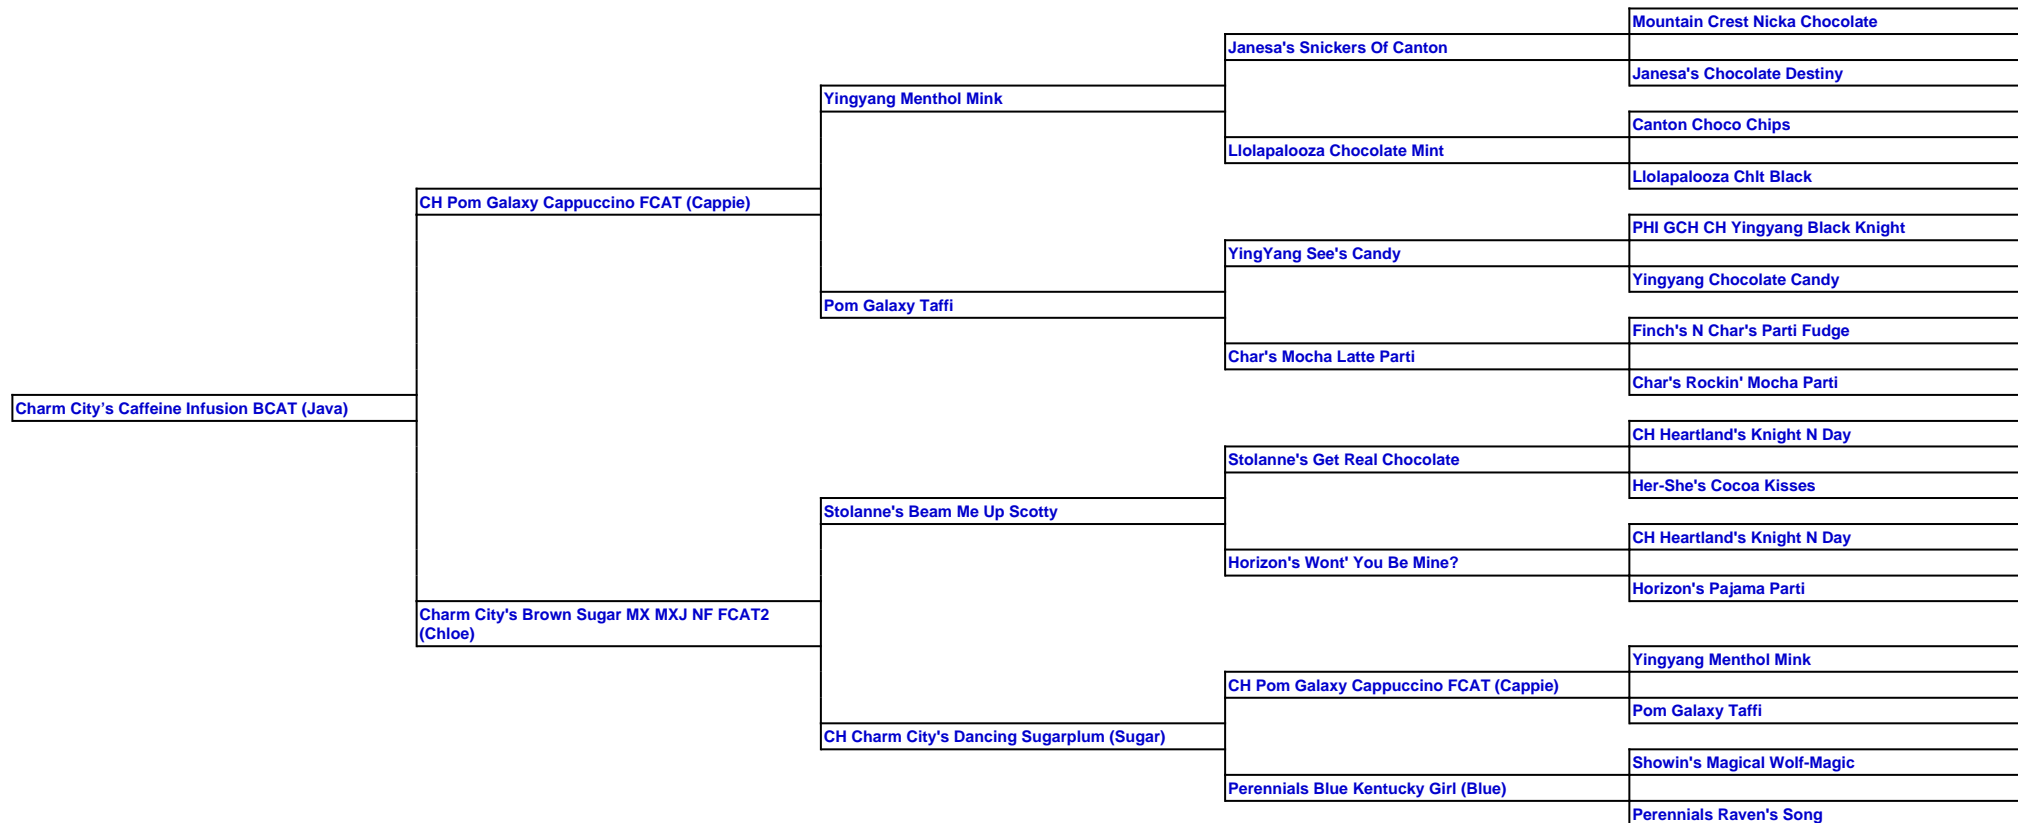 Mountain Crest Nicka Chocolate
Janesa's Snickers Of Canton
Janesa's Chocolate Destiny
Yingyang Menthol Mink
Canton Choco Chips
Llolapalooza Chocolate Mint
Llolapalooza Chlt Black
CH Pom Galaxy Cappuccino FCAT (Cappie)
PHI GCH CH Yingyang Black Knight
YingYang See's Candy
Yingyang Chocolate Candy
Pom Galaxy Taffi
Finch's N Char's Parti Fudge
Char's Mocha Latte Parti
Char's Rockin' Mocha Parti
Charm City’s Caffeine Infusion BCAT (Java)
CH Heartland's Knight N Day
Stolanne's Get Real Chocolate
Her-She's Cocoa Kisses
Stolanne's Beam Me Up Scotty
CH Heartland's Knight N Day
Horizon's Wont' You Be Mine?
Horizon's Pajama Parti
Charm City's Brown Sugar MX MXJ NF FCAT2
(Chloe)
Yingyang Menthol Mink
CH Pom Galaxy Cappuccino FCAT (Cappie)
Pom Galaxy Taffi
CH Charm City's Dancing Sugarplum (Sugar)
Showin's Magical Wolf-Magic
Perennials Blue Kentucky Girl (Blue)
Perennials Raven's Song